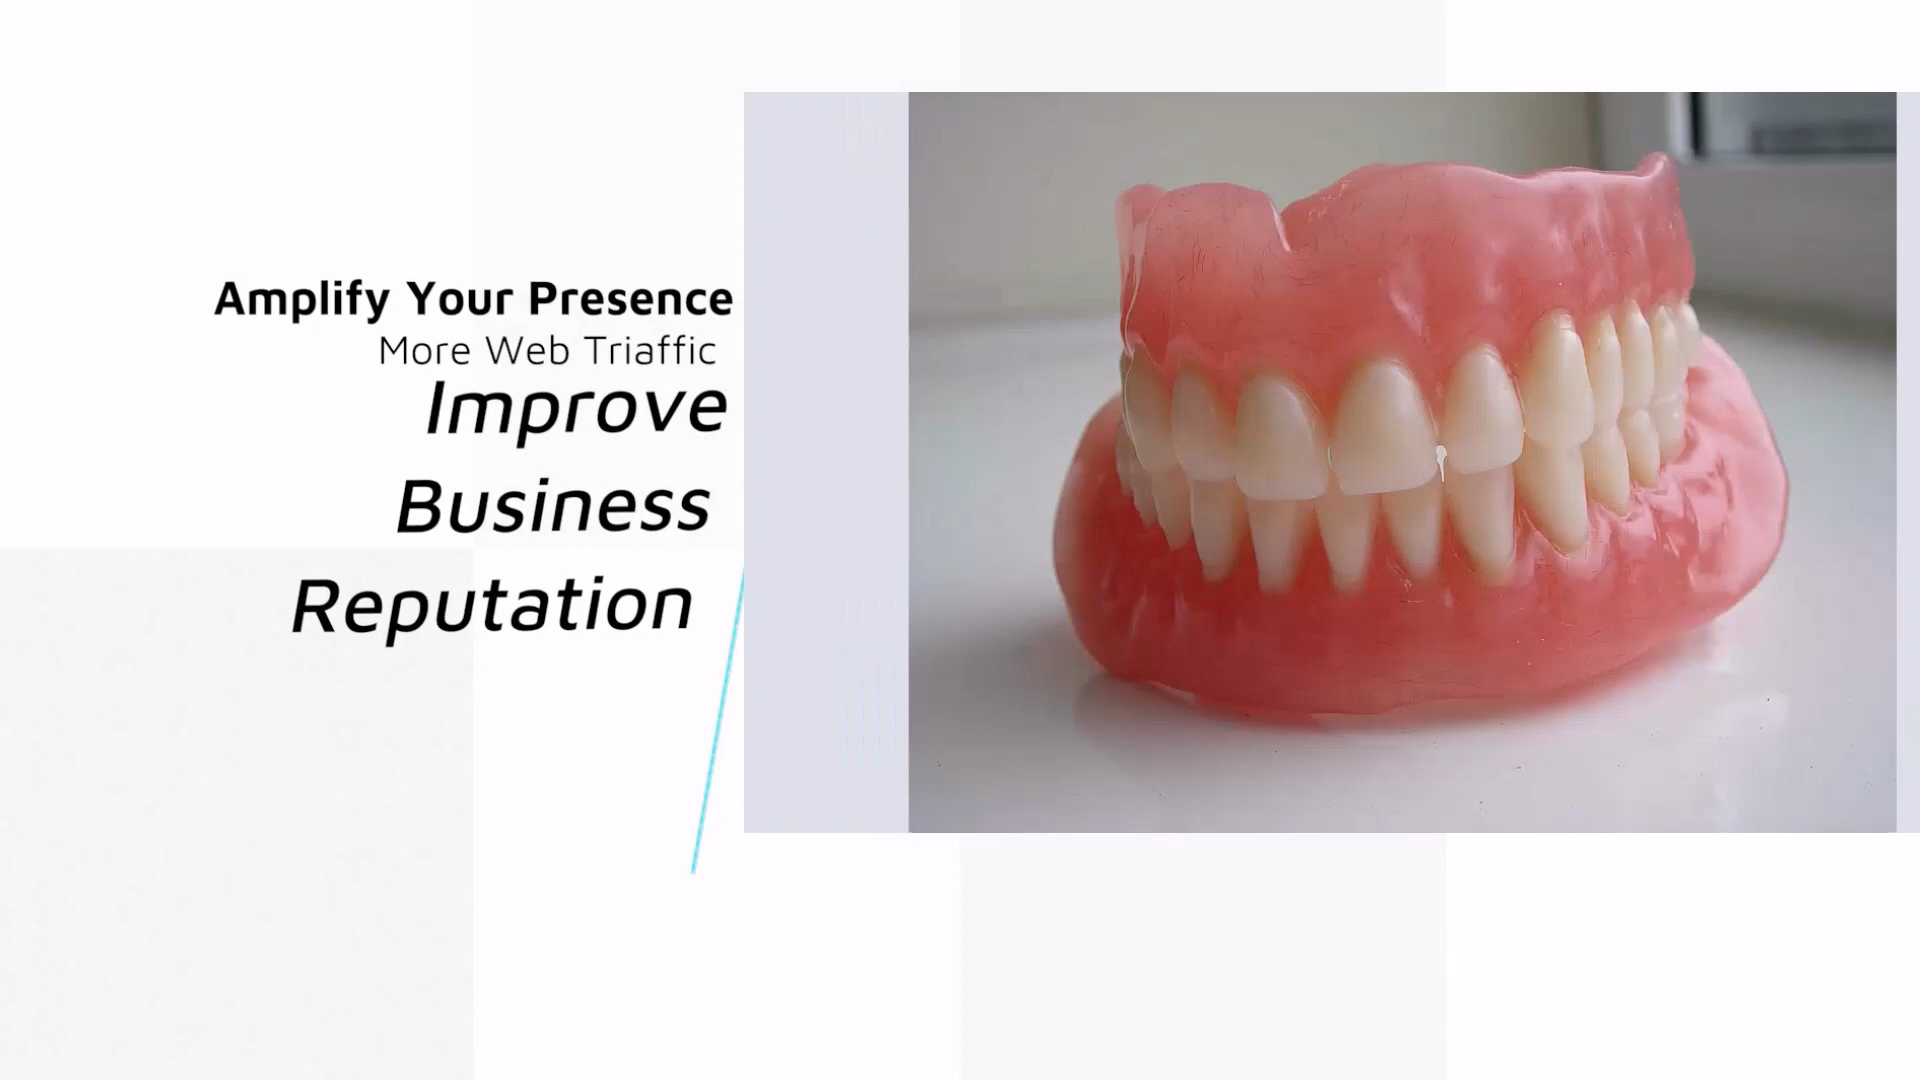 Amplify Your Presence
More Web Triaffic
Improve
Business
Reputation